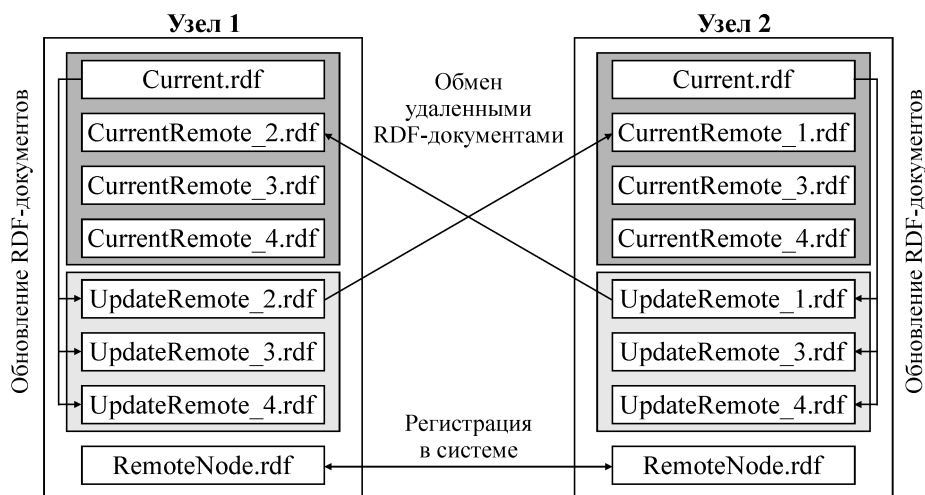 Узел 1
Узел 2
Обновление RDF-документов
Current.rdf
CurrentRemote_2.rdf
CurrentRemote_3.rdf
CurrentRemote_4.rdf
UpdateRemote_2.rdf
UpdateRemote_3.rdf
UpdateRemote_4.rdf
RemoteNode.rdf
Обмен
удаленными
RDF-документами
Регистрация
в системе
Current.rdf
CurrentRemote_1.rdf
CurrentRemote_3.rdf
CurrentRemote_4.rdf
UpdateRemote_1.rdf
UpdateRemote_3.rdf
UpdateRemote_4.rdf
RemoteNode.rdf
Обновление RDF-документов